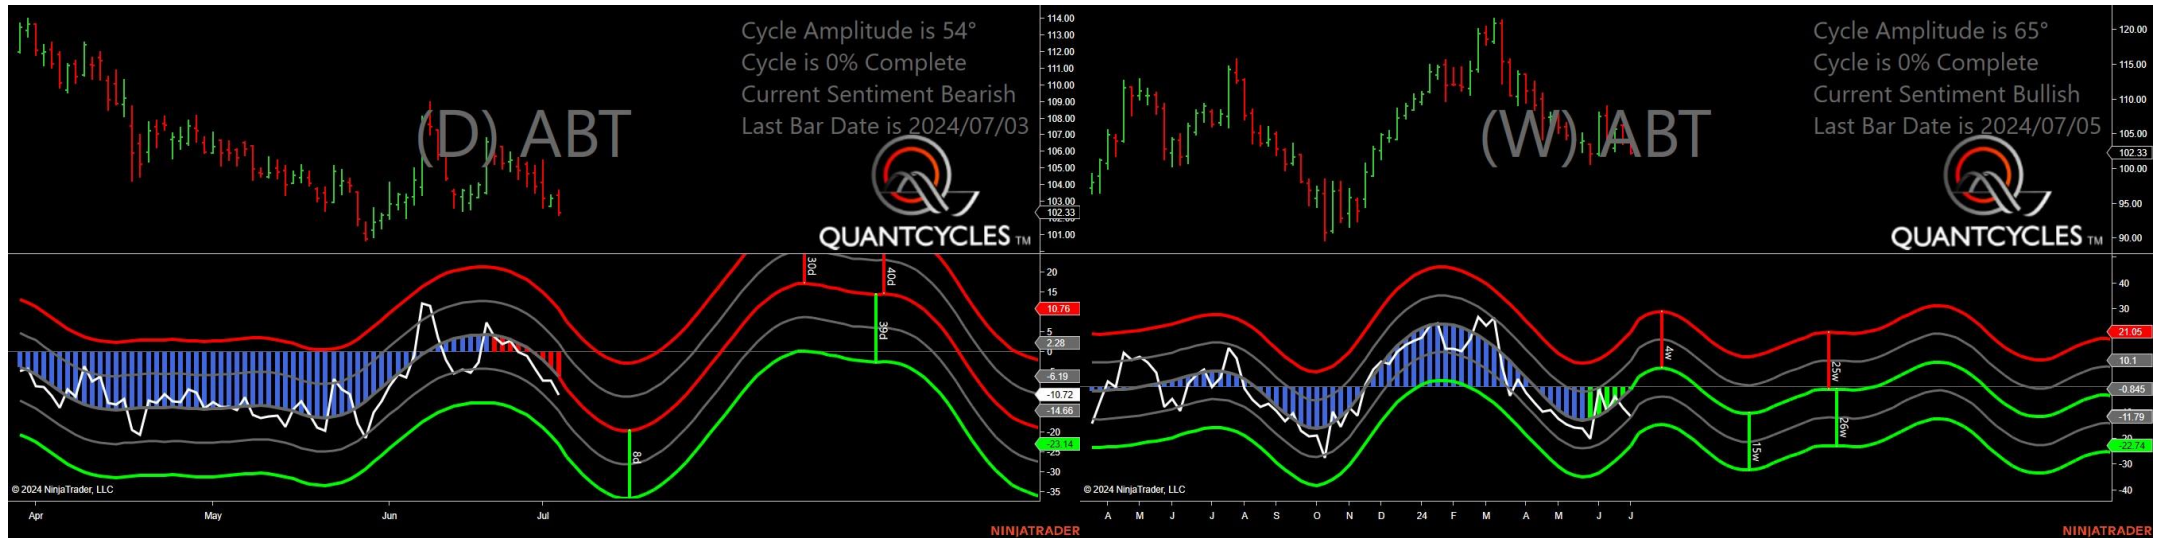 Cycle Amplitude is 54°
Cycle is 0% Complete
Current Sentiment Bearish
Last Bar Date is 2024/07/03
(D) ABT
QUANTCYCLES TM
114.00
113.00
112.00
111.00
110.00
109.00
108.00
107.00
106.00
105.00
104.00
103.00
102.33
101.00
30d
40d
39d
8d
20
15
10.76
5
2.28
0
-6.19
-10.72
-14.66
-20
-23.14
-25
-30
-35
© 2024 NinjaTrader, LLC
Apr May Jun Jul
NINJATRADER
Cycle Amplitude is 65°
Cycle is 0% Complete
Current Sentiment Bullish
Last Bar Date is 2024/07/05
(W) ABT
QUANTCYCLES TM
120.00
115.00
110.00
105.00
102.33
100.00
95.00
90.00
4w
25w
15w
26w
40
30
21.05
10.1
-0.845
-11.79
-22.74
-30
-40
© 2024 NinjaTrader, LLC
A M J J A S O N D 24 F M A M J J
NINJATRADER